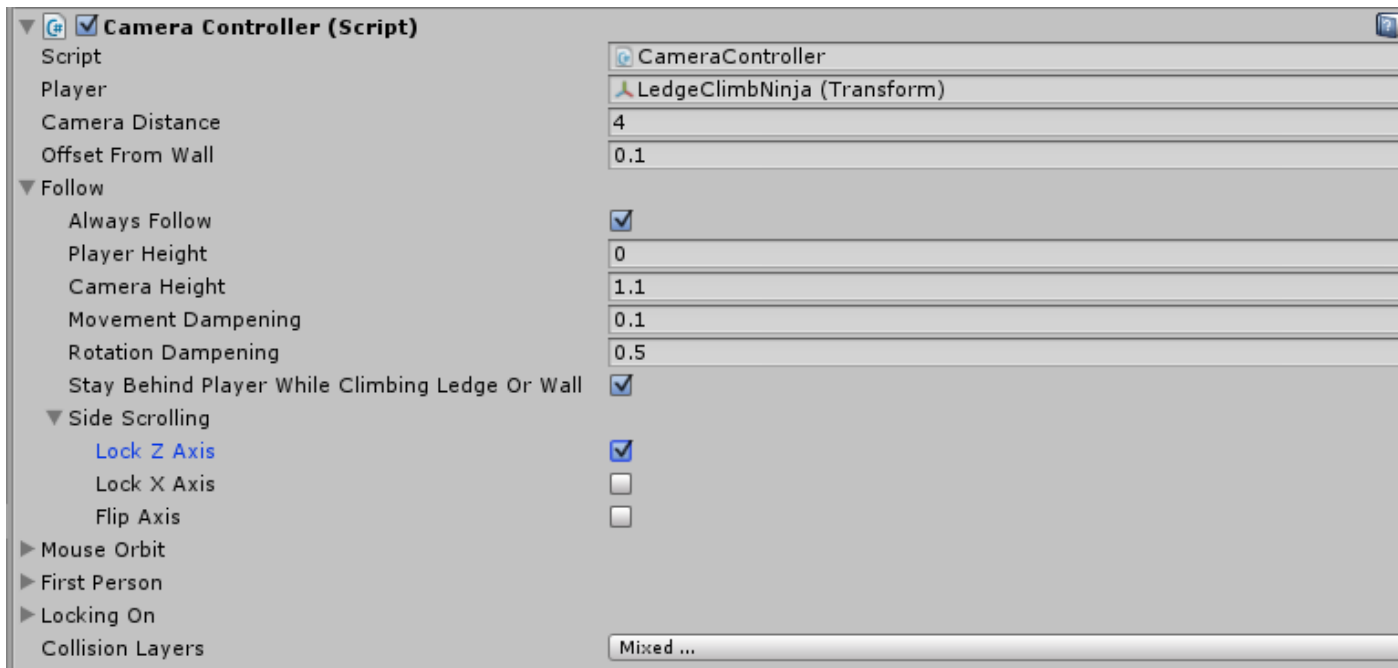 Camera Controller (Script)
Script CameraController
Player LedgeClimbNinja (Transform)
Camera Distance 4
Offset From Wall 0.1
Follow
Always Follow
Player Height 0
Camera Height 1.1
Movement Dampening 0.1
Rotation Dampening 0.5
Stay Behind Player While Climbing Ledge Or Wall
Side Scrolling
Lock Z Axis
Lock X Axis
Flip Axis
Mouse Orbit
First Person
Locking On
Collision Layers Mixed ...